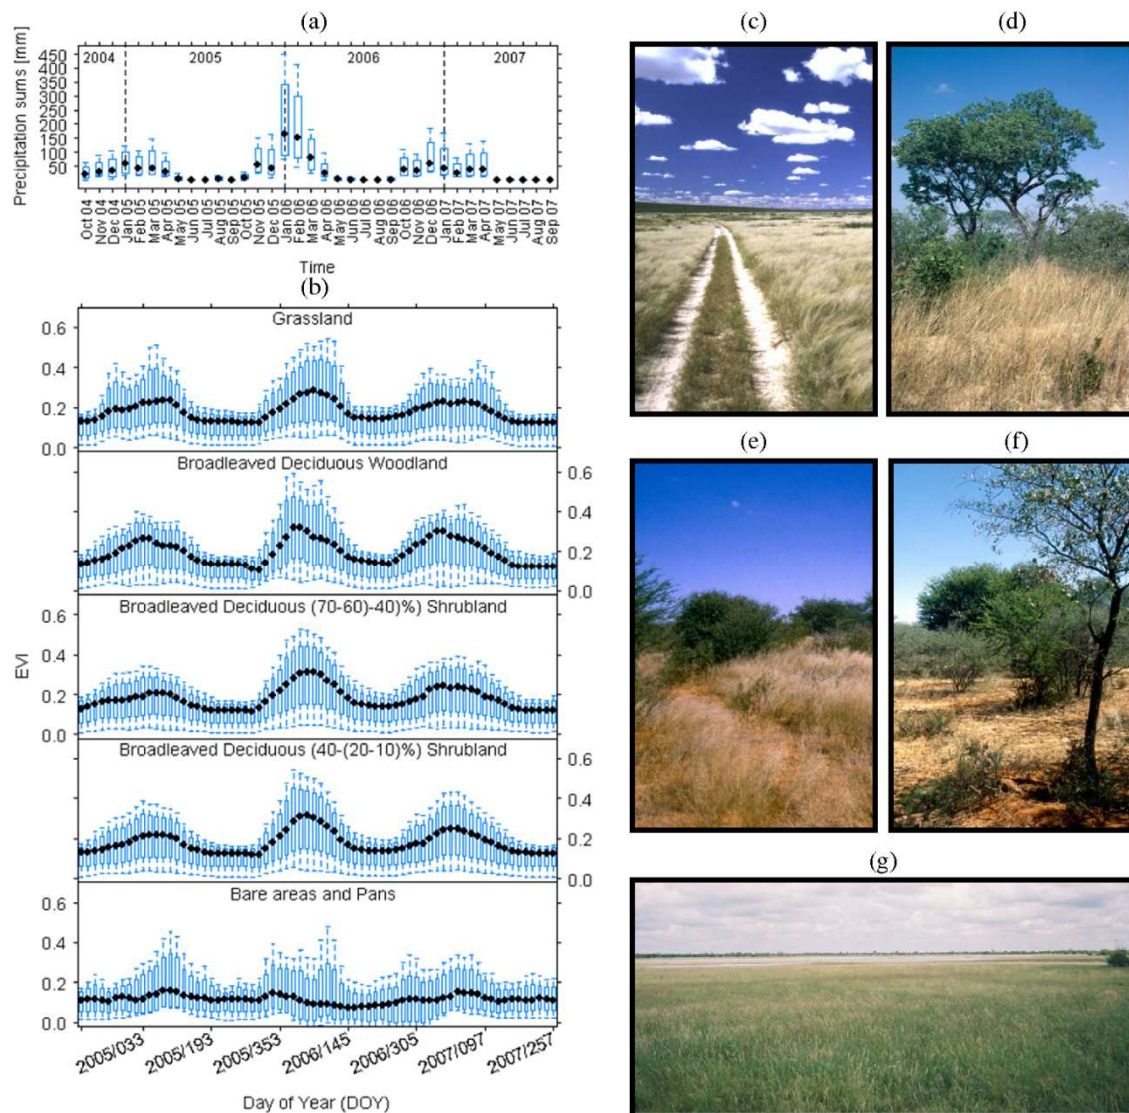 (a)
Precipitation sums [mm]
450
400
350
300
250
200
150
100
50
2004
2005
2006
2007
Oct 04
Nov 04
Dec 04
Jan 05
Feb 05
Mar 05
Apr 05
May 05
Jun 05
Jul 05
Aug 05
Sep 05
Oct 05
Nov 05
Dec 05
Jan 06
Feb 06
Mar 06
Apr 06
May 06
Jun 06
Jul 06
Aug 06
Sep 06
Oct 06
Nov 06
Dec 06
Jan 07
Feb 07
Mar 07
Apr 07
May 07
Jun 07
Jul 07
Aug 07
Sep 07
Time
(b)
Grassland
0.6
0.4
0.2
0.0
Broadleaved Deciduous Woodland
0.6
0.4
0.2
0.0
Broadleaved Deciduous (70-60)-40)% Shrubland
0.6
0.4
0.2
0.0
EVI
Broadleaved Deciduous (40-(20-10)% Shrubland
0.6
0.4
0.2
0.0
Bare areas and Pans
0.6
0.4
0.2
0.0
2005/033
2005/193
2005/353
2006/145
2006/305
2007/097
2007/257
Day of Year (DOY)
(c)
(d)
(e)
(f)
(g)